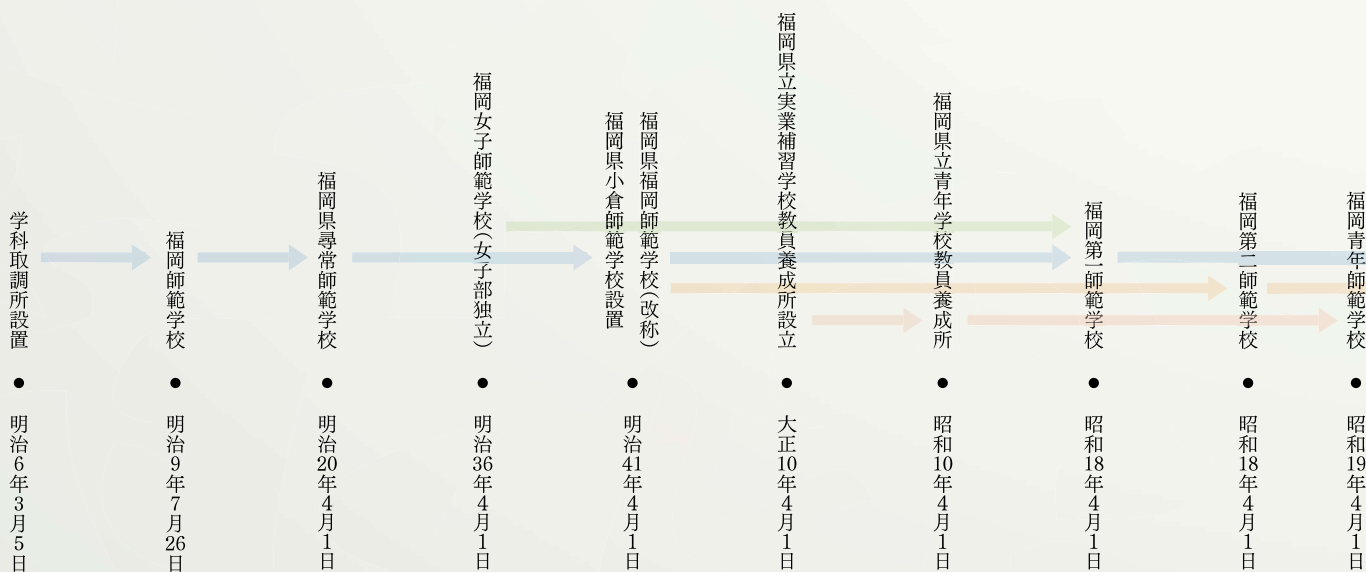 学科取調所設置
明治6年3月5日
福岡師範学校
明治9年7月26日
福岡県尋常師範学校
明治20年4月1日
福岡女子師範学校（女子部独立）
明治36年4月1日
福岡県福岡師範学校（改称）
福岡県小倉師範学校設置
明治41年4月1日
福岡県立実業補習学校教員養成所設立
大正10年4月1日
福岡県立青年学校教員養成所
昭和10年4月1日
福岡第一師範学校
昭和18年4月1日
福岡第二師範学校
昭和18年4月1日
福岡青年師範学校
昭和19年4月1日